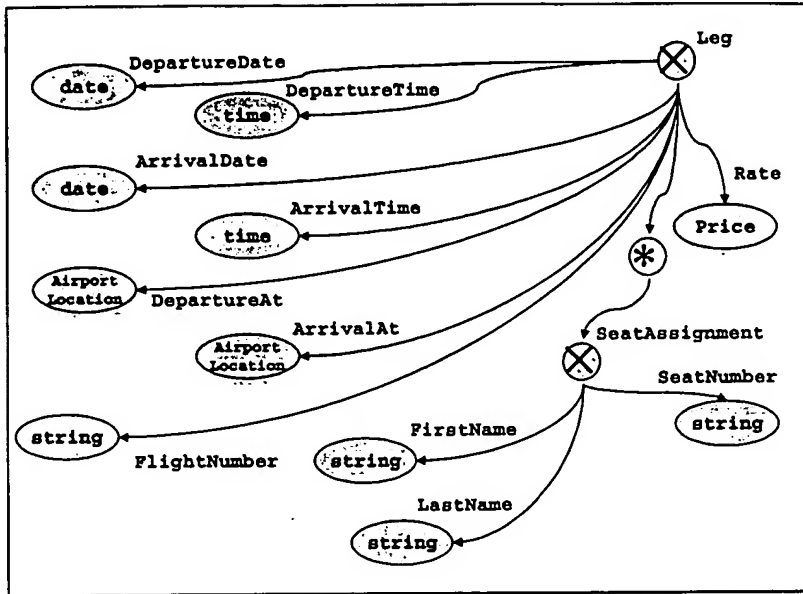 Leg
DepartureDate
date
DepartureTime
time
ArrivalDate
date
Rate
ArrivalTime
time
Price
*
Airport
Location
DepartureAt
ArrivalAt
Airport
Location
SeatAssignment
SeatNumber
string
FirstName
string
FlightNumber
string
LastName
string